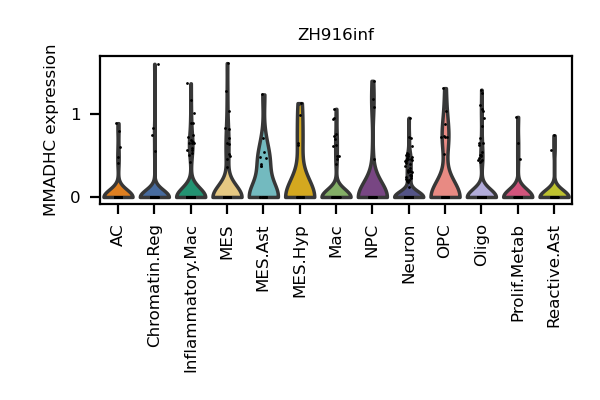 ZH916inf
MMADHC expression
1
0
AC
Chromatin.Reg
Inflammatory.Mac
MES
MES.Ast
MES.Hyp
Mac
NPC
Neuron
OPC
Oligo
Prolif.Metab
Reactive.Ast